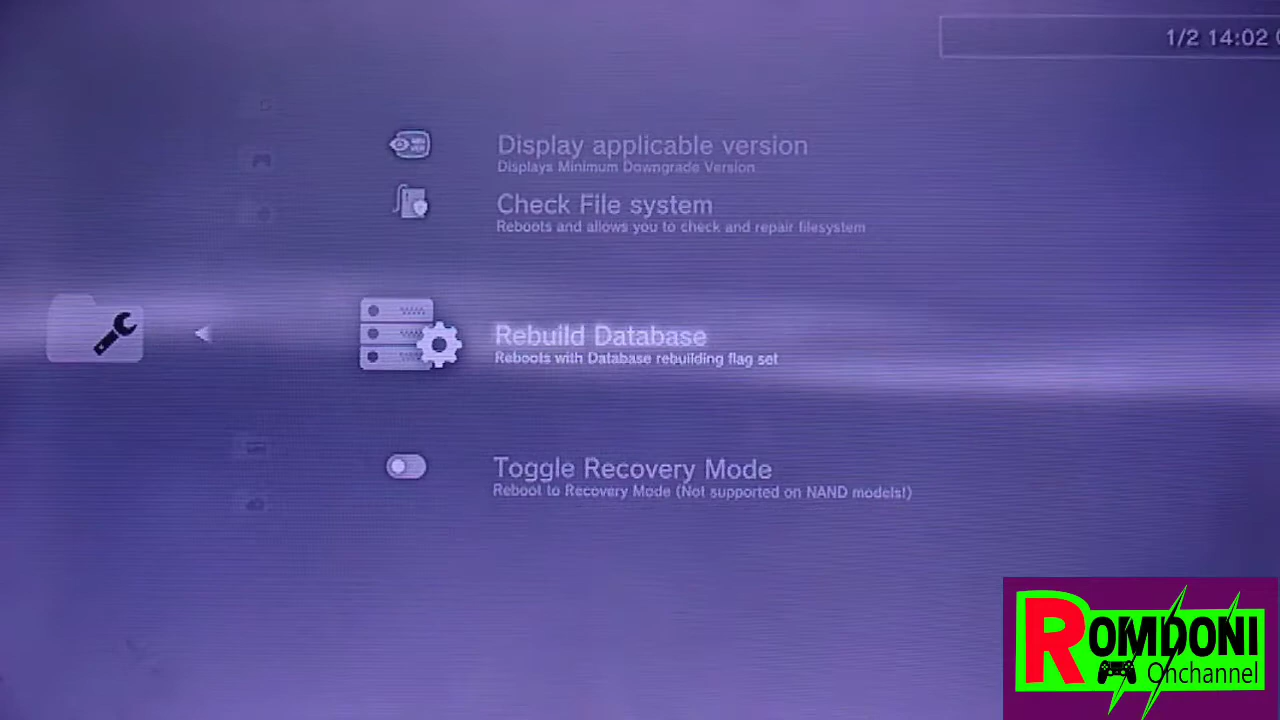 1/2 14:02
Display applicable version
Displays Minimum Downgrade Version
Check File system
Reboots and allows you to check and repair filesystem
Rebuild Database
Reboots with Database rebuilding flag set
Toggle Recovery Mode
Reboot to Recovery Mode (Not supported on NAND models!)
ROMDONI
Onchannel